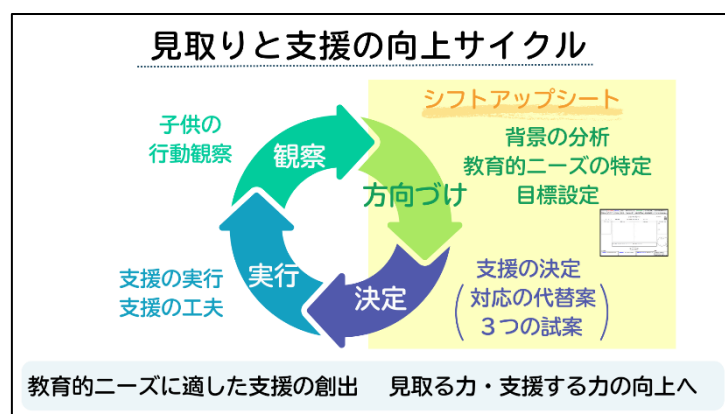 見取りと支援の向上サイクル
シフトアップシート
子供の
行動観察
観察
方向づけ
背景の分析
教育的ニーズの特定
目標設定
支援の実行
支援の工夫
実行
決定
支援の決定
対応の代替案
３つの試案
教育的ニーズに適した支援の創出　見取る力・支援する力の向上へ